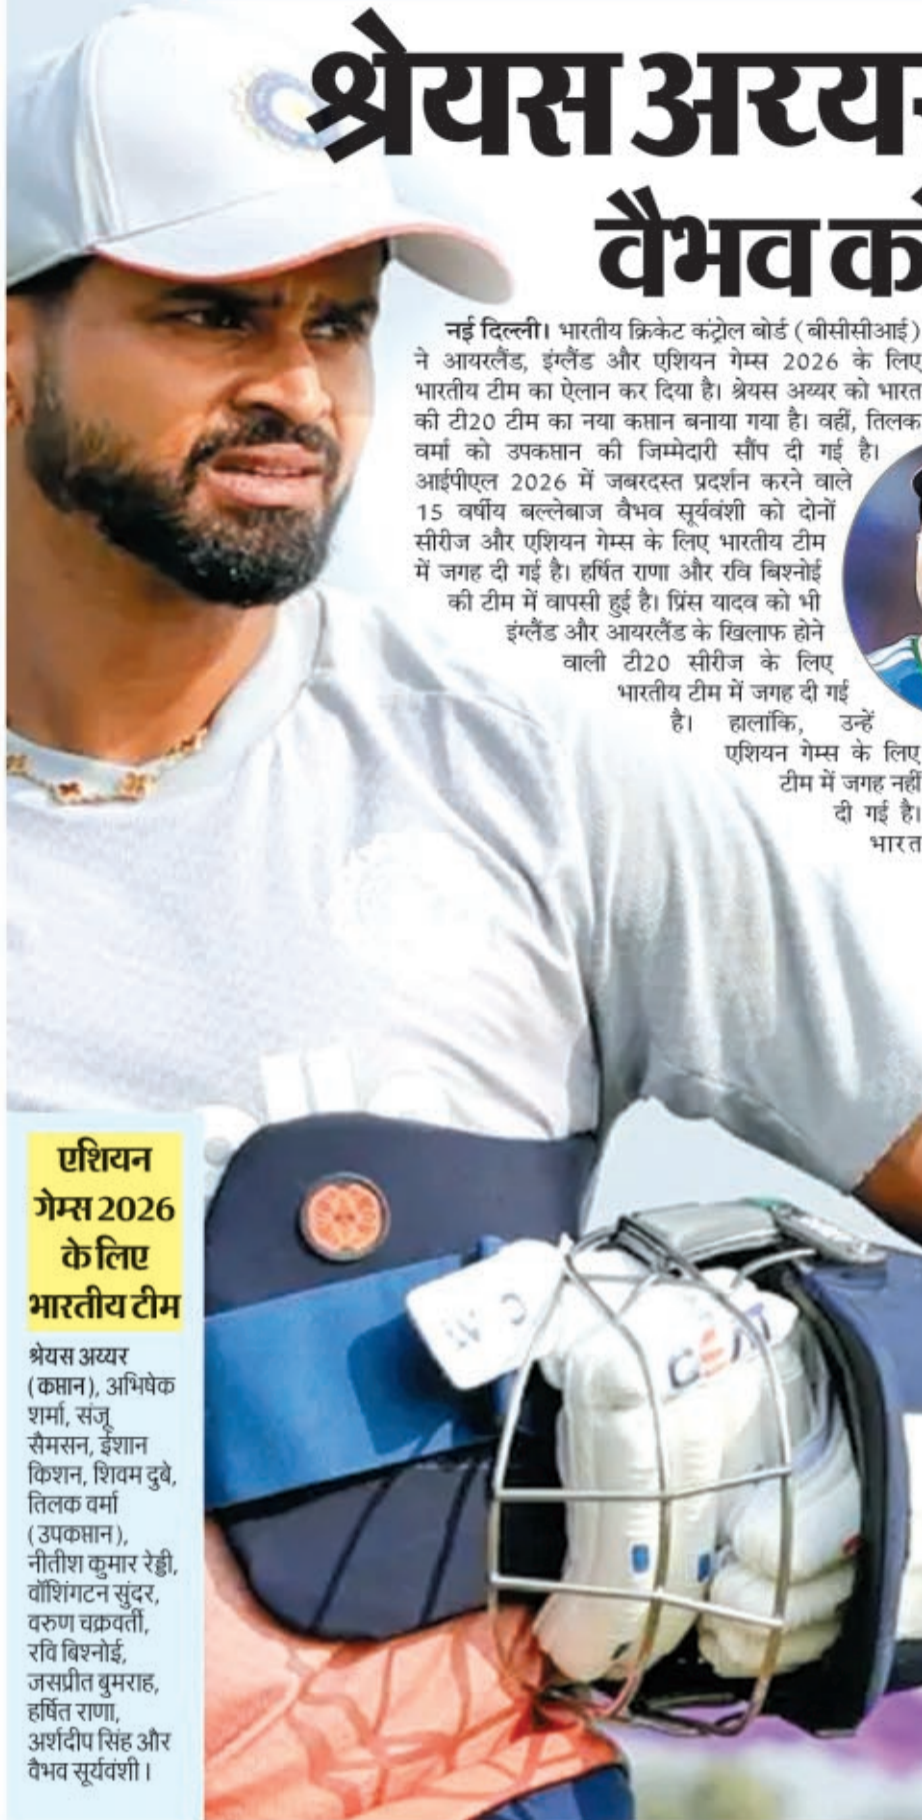 श्रेयस अय्यर
वैभव को
नई दिल्ली। भारतीय क्रिकेट कंट्रोल बोर्ड (बीसीसीआई)
ने आयरलैंड, इंग्लैंड और एशियन गेम्स 2026 के लिए
भारतीय टीम का ऐलान कर दिया है। श्रेयस अय्यर को भारत
की टी20 टीम का नया कप्तान बनाया गया है। वहीं, तिलक
वर्मा को उपकप्तान की जिम्मेदारी सौंप दी गई है।
आईपीएल 2026 में जबरदस्त प्रदर्शन करने वाले
15 वर्षीय बल्लेबाज वैभव सूर्यवंशी को दोनों
सीरीज और एशियन गेम्स के लिए भारतीय टीम
में जगह दी गई है। हर्षित राणा और रवि बिश्नोई
की टीम में वापसी हुई है। प्रिंस यादव को भी
इंग्लैंड और आयरलैंड के खिलाफ होने
वाली टी20 सीरीज के लिए
भारतीय टीम में जगह दी गई
है। हालांकि, उन्हें
एशियन गेम्स के लिए
टीम में जगह नहीं
दी गई है।
भारत
एशियन
गेम्स 2026
के लिए
भारतीय टीम
श्रेयस अय्यर
(कप्तान), अभिषेक
शर्मा, संजू
सैमसन, ईशान
किशन, शिवम दुबे,
तिलक वर्मा
(उपकप्तान),
नीतीश कुमार रेड्डी,
वॉशिंगटन सुंदर,
वरुण चक्रवर्ती,
रवि बिश्नोई,
जसप्रीत बुमराह,
हर्षित राणा,
अर्शदीप सिंह और
वैभव सूर्यवंशी।
CEAT